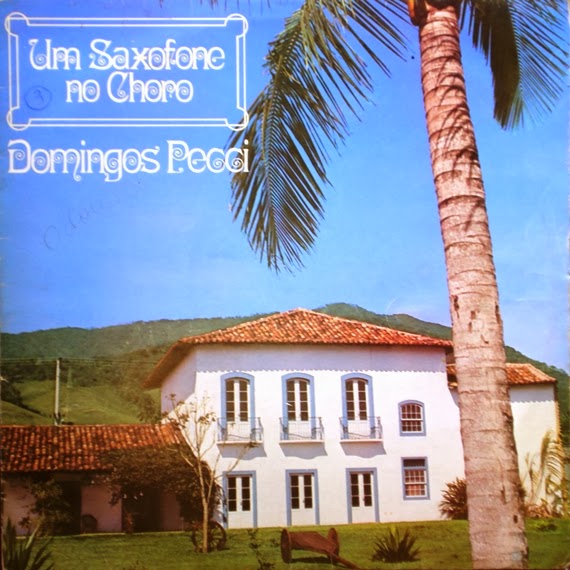 Um Saxofone
no Choro
Domingos Pecci